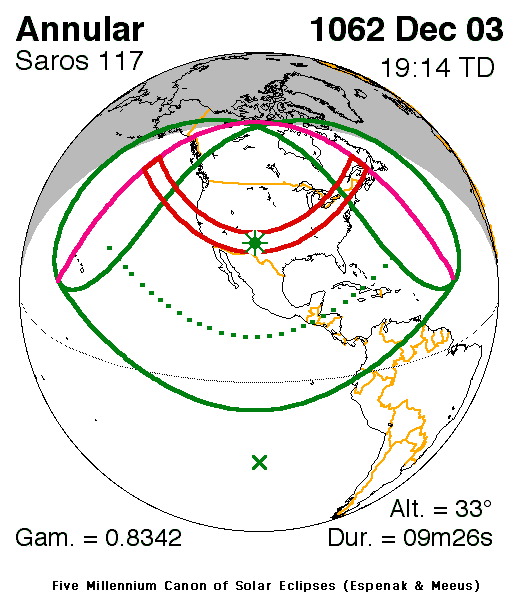 Annular 1062 Dec 03
Saros 117 19:14 TD
Alt. = 33°
Gam. = 0.8342 Dur. = 09m26s
Five Millennium Canon of Solar Eclipses (Espenak & Meeus)